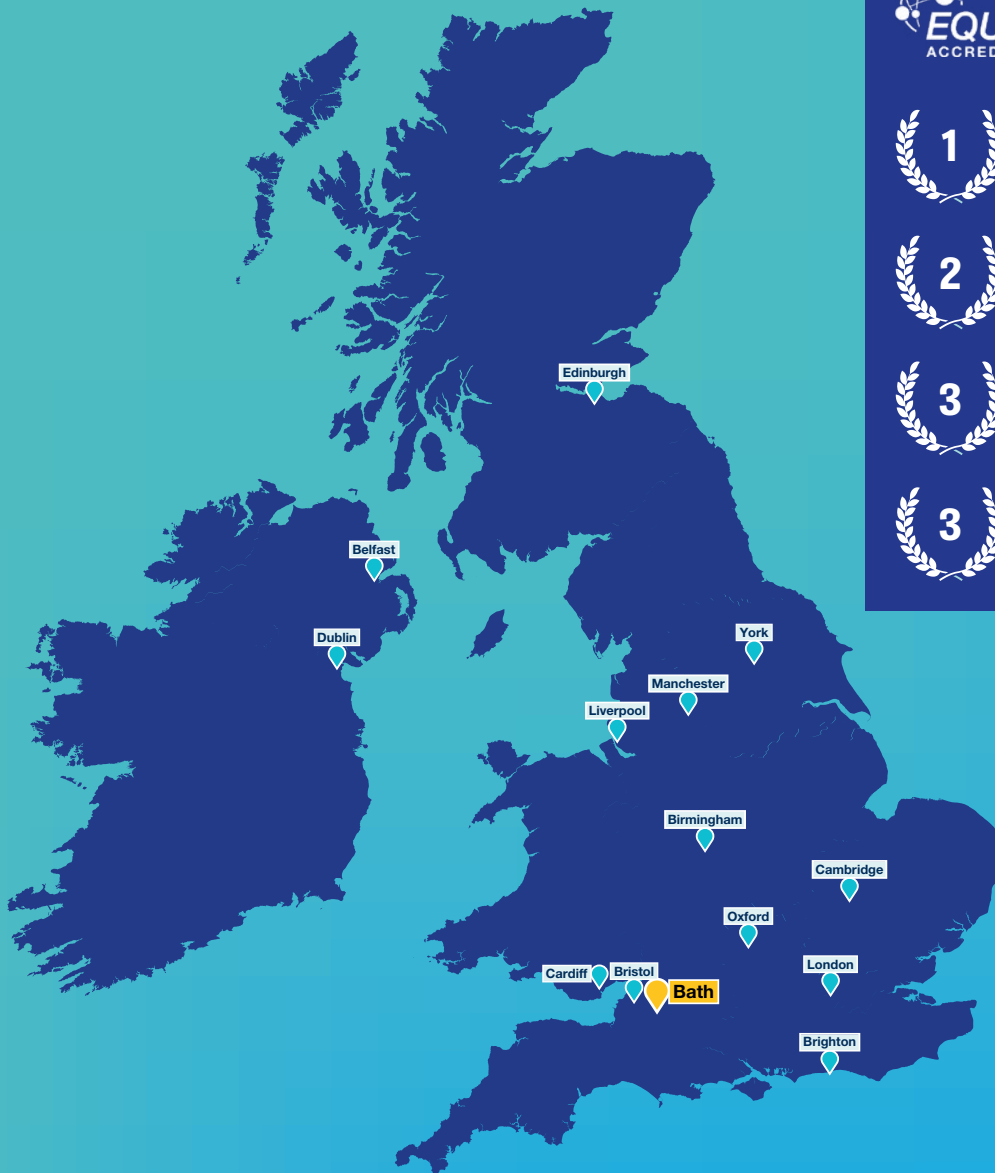 EQU
ACCRED
1
2
3
3
Edinburgh
Belfast
Dublin
York
Manchester
Liverpool
Birmingham
Cambridge
Oxford
London
Cardiff
Bristol
Bath
Brighton